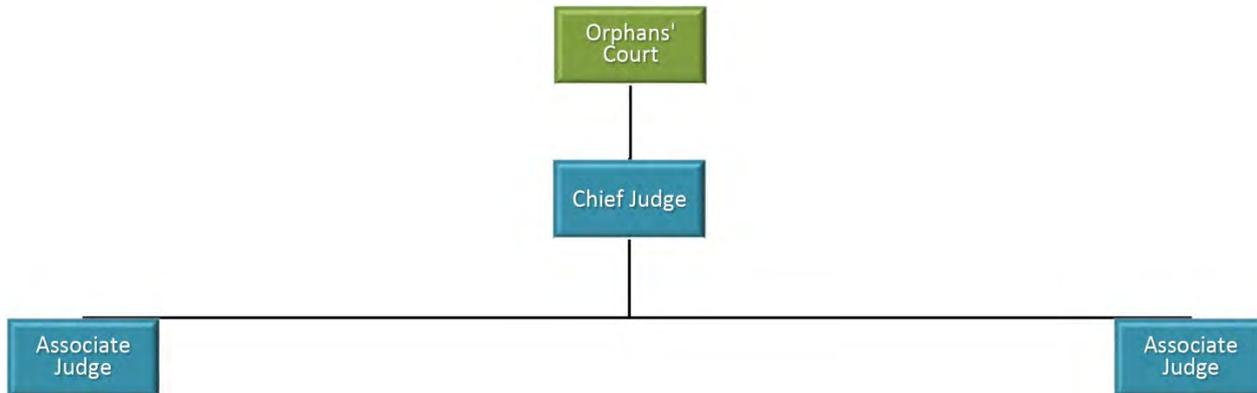 Orphans'
Court
Chief Judge
Associate
Judge
Associate
Judge